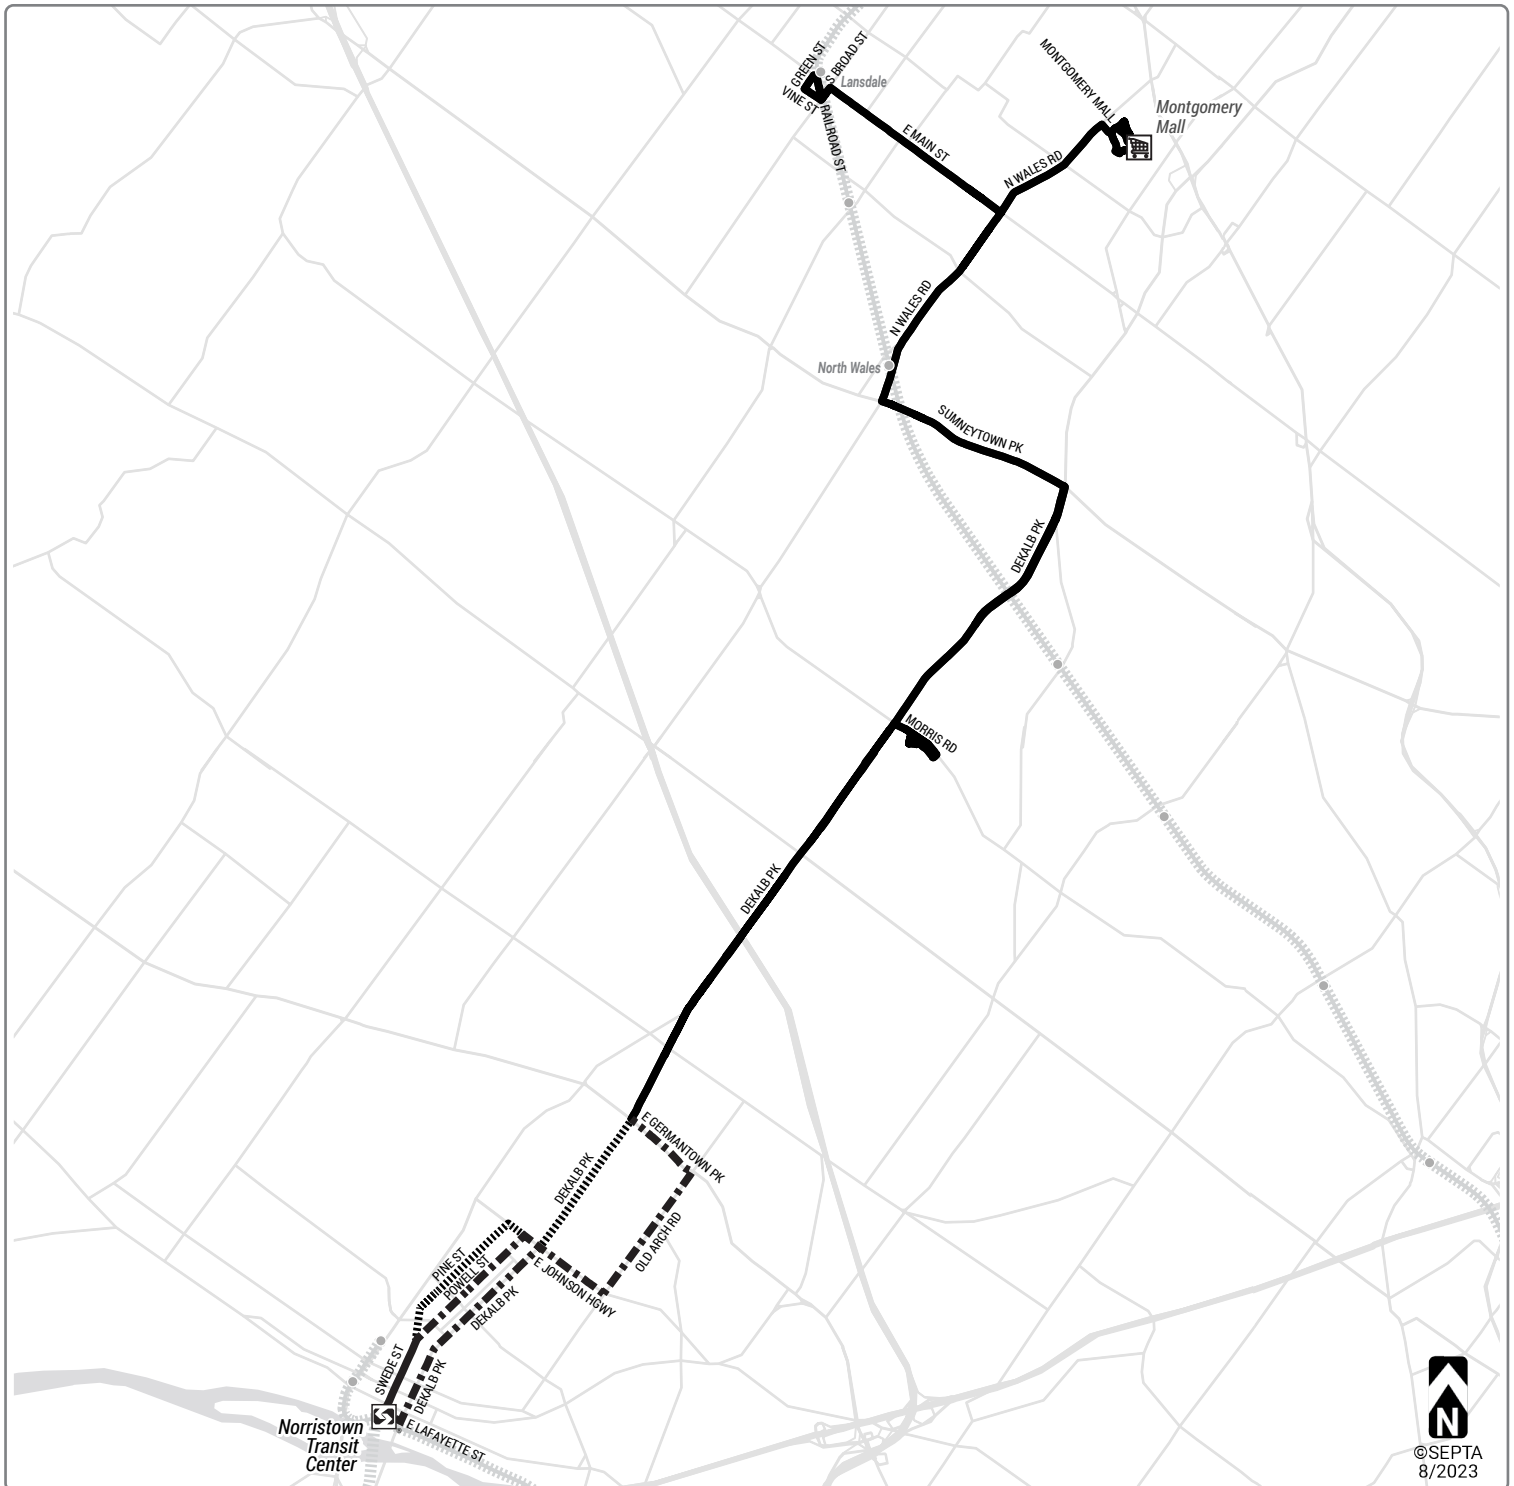 GREEN ST
S BROAD ST
Lansdale
VINE ST
RAILROAD ST
E MAIN ST
MONTGOMERY MALL
Montgomery
Mall
N WALES RD
N WALES RD
North Wales
SUMNEYTOWN PK
DEKALB PK
MORRIS RD
DEKALB PK
E GERMANTOWN PK
DEKALB PK
OLD ARCH RD
PINE ST
POWELL ST
E JOHNSON HGWY
DEKALB PK
SWEDE ST
DEKALB PK
E LAFAYETTE ST
Norristown
Transit
Center
N
©SEPTA
8/2023